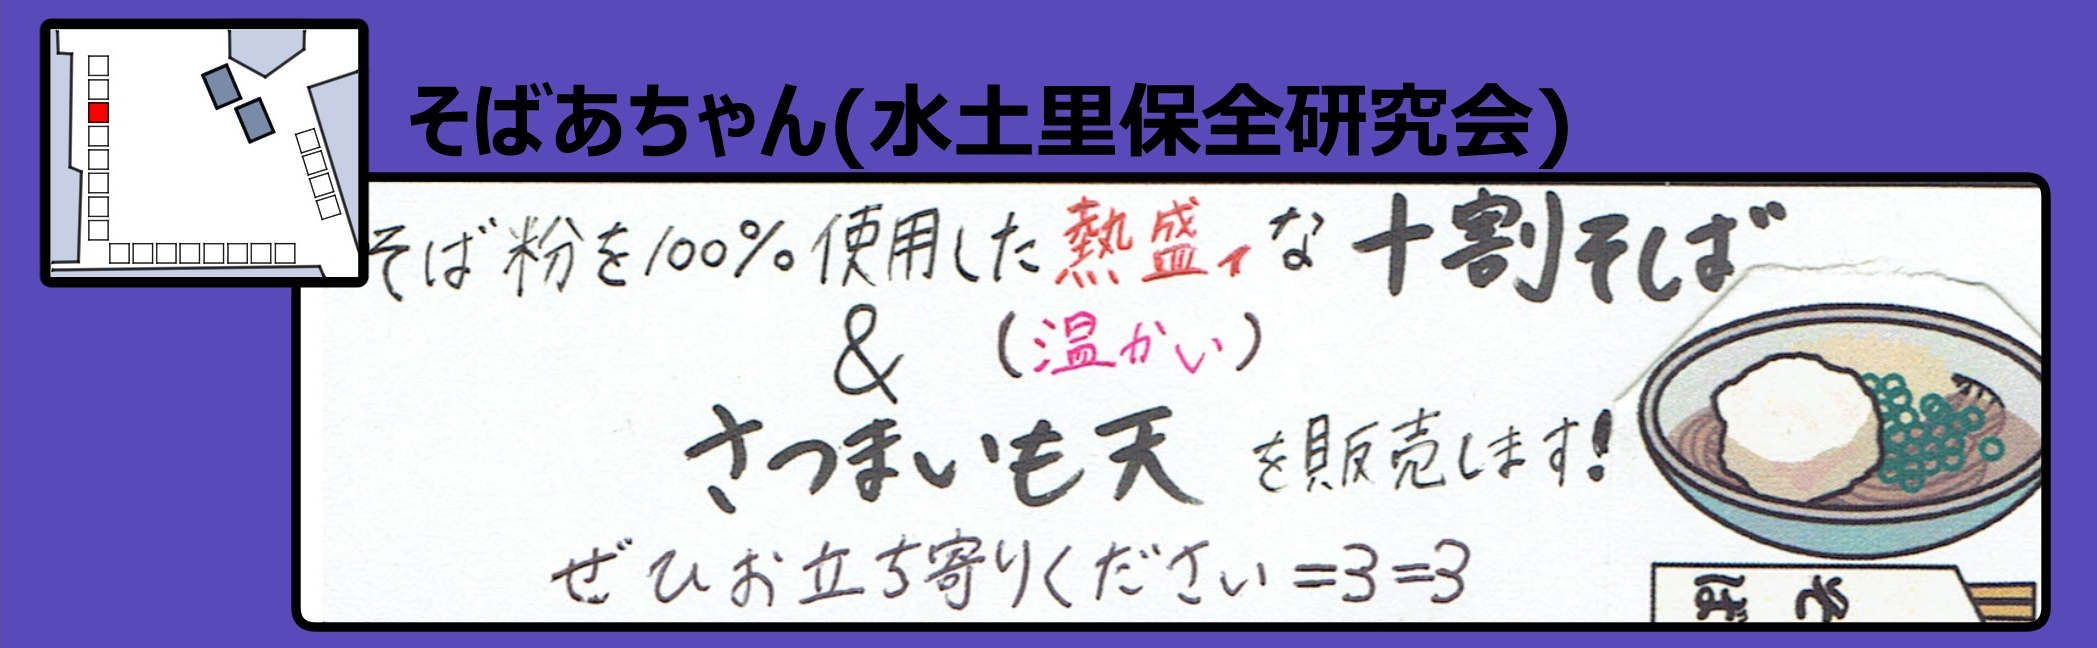 そばあちゃん(水土里保全研究会)
そば粉を100%使用した熱盛ィな十割そば
& (温かい)
さつまいも天 を販売します!
ぜひお立ち寄りください=3=3
そば